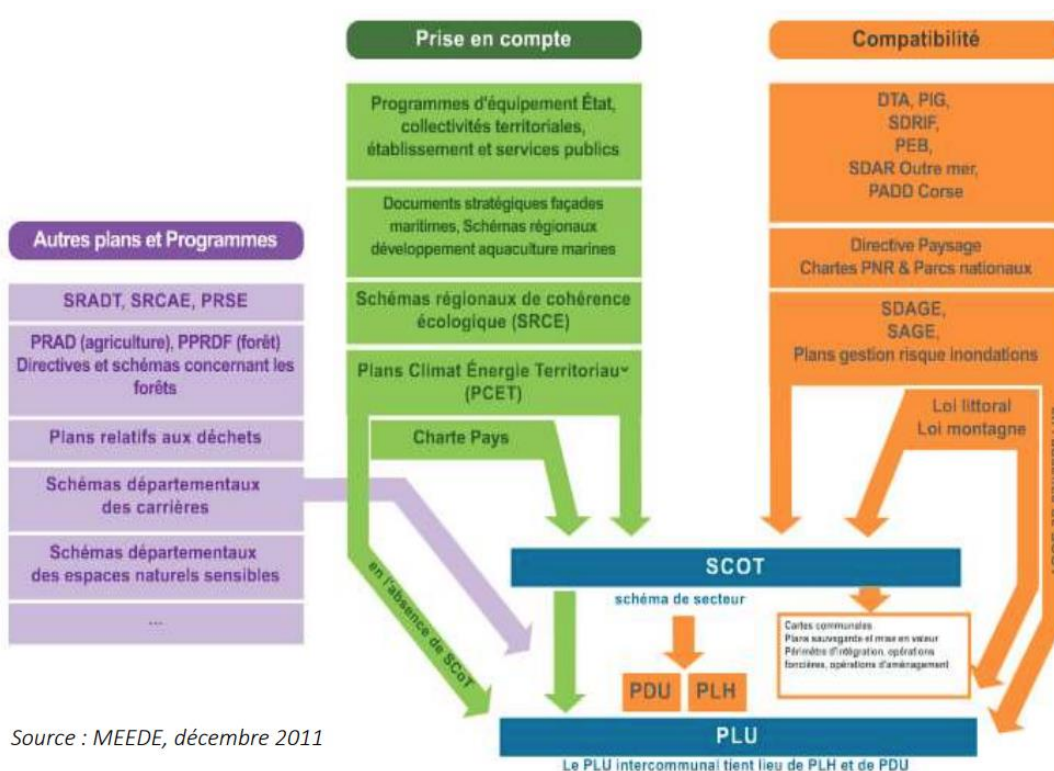 Prise en compte
Programmes d'équipement État,
collectivités territoriales,
établissement et services publics
Documents stratégiques façades
maritimes, Schémas régionaux
développement aquaculture marines
Schémas régionaux de cohérence
écologique (SRCE)
Plans Climat Énergie Territoriau
(PCET)
Charte Pays
en l'absence de SCoT
Compatibilité
DTA, PIG,
SDRIF,
PEB,
SDAR Outre mer,
PADD Corse
Directive Paysage
Chartes PNR & Parcs nationaux
SDAGE,
SAGE,
Plans gestion risque inondations
Loi littoral
Loi montagne
Autres plans et Programmes
SRADT, SRCAE, PRSE
PRAD (agriculture), PPRDF (forêt)
Directives et schémas concernant les
forêts
Plans relatifs aux déchets
Schémas départementaux
des carrières
Schémas départementaux
des espaces naturels sensibles
...
SCOT
schéma de secteur
Cartes communales
Plans sauvegarde et mise en valeur
Périmètre d'intégration, opérations
foncières, opérations d'aménagement
PDU
PLH
PLU
Le PLU intercommunal tient lieu de PLH et de PDU
Source : MEEDE, décembre 2011